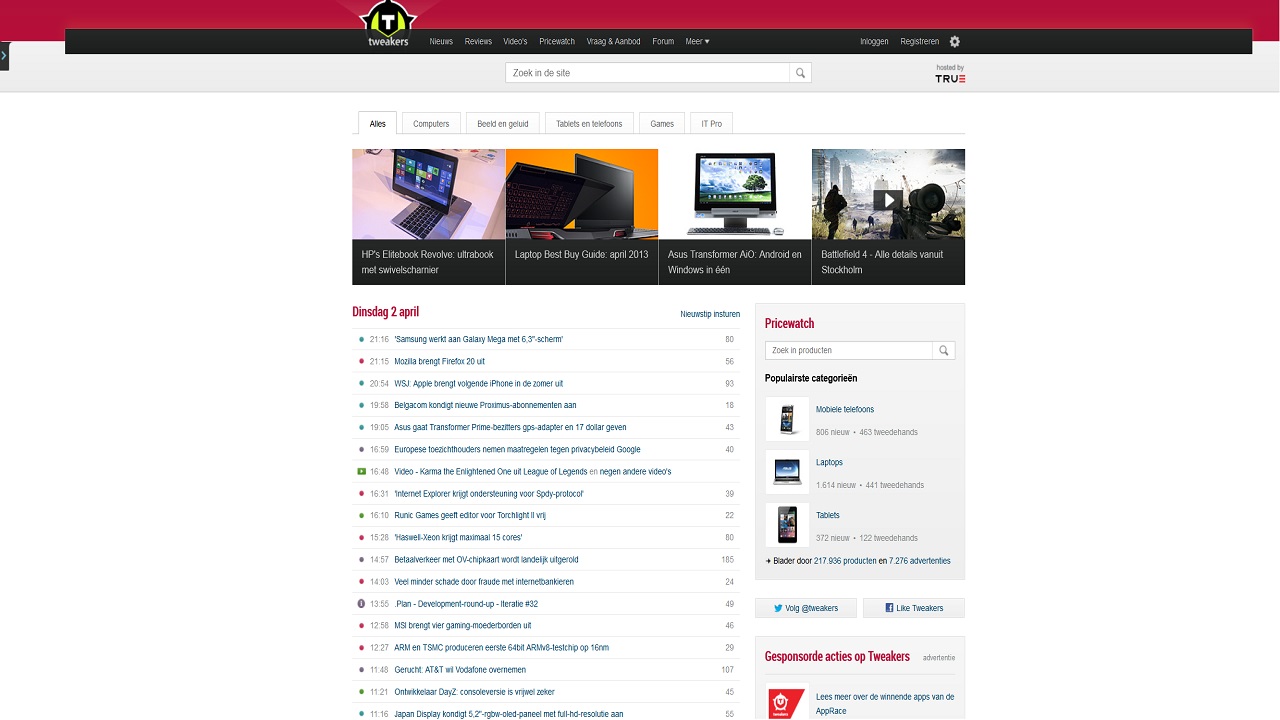 T
tweakers
Nieuws Reviews Video's Pricewatch Vraag & Aanbod Forum Meer Inloggen Registreren
Zoek in de site
hosted by
TRUE
Alles Computers Beeld en geluid Tablets en telefoons Games IT Pro
HP's Elitebook Revolve: ultrabook
met swivelscharnier
Laptop Best Buy Guide: april 2013
Asus Transformer AiO: Android en
Windows in één
Battlefield 4 - Alle details vanuit
Stockholm
Dinsdag 2 april Nieuwstip insturen
21:16 'Samsung werkt aan Galaxy Mega met 6,3"-scherm' 80
21:15 Mozilla brengt Firefox 20 uit 56
20:54 WSJ: Apple brengt volgende iPhone in de zomer uit 93
19:58 Belgacom kondigt nieuwe Proximus-abonnementen aan 18
19:05 Asus gaat Transformer Prime-bezitters gps-adapter en 17 dollar geven 43
16:59 Europese toezichthouders nemen maatregelen tegen privacybeleid Google 40
16:48 Video - Karma the Enlightened One uit League of Legends en negen andere video's
16:31 'Internet Explorer krijgt ondersteuning voor Spdy-protocol' 39
16:10 Runic Games geeft editor voor Torchlight II vrij 22
15:28 'Haswell-Xeon krijgt maximaal 15 cores' 80
14:57 Betaalverkeer met OV-chipkaart wordt landelijk uitgerold 185
14:03 Veel minder schade door fraude met internetbankieren 24
13:55 .Plan - Development-round-up - Iteratie #32 49
12:58 MSI brengt vier gaming-moederborden uit 46
12:27 ARM en TSMC produceren eerste 64bit ARMv8-testchip op 16nm 29
11:48 Gerucht: AT&T wil Vodafone overnemen 107
11:21 Ontwikkelaar DayZ: consoleversie is vrijwel zeker 45
11:16 Japan Display kondigt 5,2"-rgbw-oled-paneel met full-hd-resolutie aan 55
Pricewatch
Zoek in producten
Populairste categorieën
Mobiele telefoons
806 nieuw • 463 tweedehands
Laptops
1.614 nieuw • 441 tweedehands
Tablets
372 nieuw • 122 tweedehands
Blader door 217.936 producten en 7.276 advertenties
Volg @tweakers Like Tweakers
Gesponsorde acties op Tweakers advertentie
Lees meer over de winnende apps van de
AppRace
tweakers